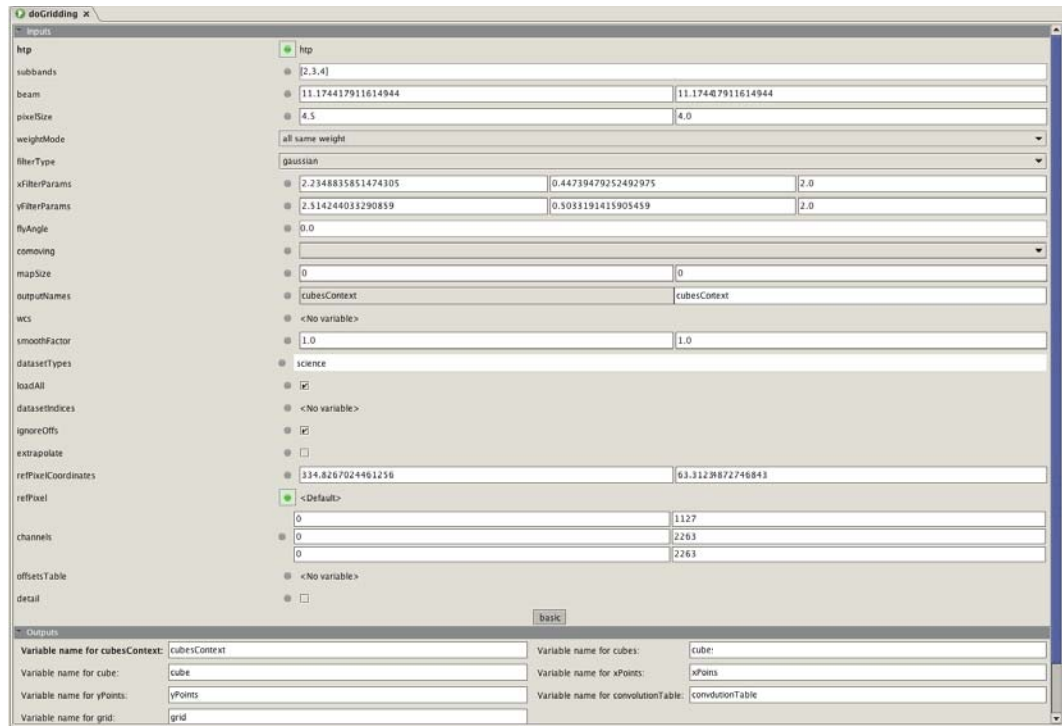 doGridding x
Inputs
htp htp
subbands [2,3,4]
beam 11.174417911614944 11.174417911614944
pixelSize 4.5 4.0
weightMode all same weight
filterType gaussian
xFilterParams 2.2348835851474305 0.44739479252492975 2.0
yFilterParams 2.514244033290859 0.5033191415905459 2.0
flyAngle 0.0
comoving
mapSize 0 0
outputNames cubesContext cubesContext
wcs <No variable>
smoothFactor 1.0 1.0
datasetTypes science
loadAll
datasetIndices <No variable>
ignoreOffs
extrapolate
refPixelCoordinates 334.8267024461256 63.31234872746843
refPixel <Default>
0 1127
channels 0 2263
0 2263
offsetsTable <No variable>
detail
basic
Outputs
Variable name for cubesContext: cubesContext Variable name for cubes: cubes
Variable name for cube: cube Variable name for xPoints: xPoins
Variable name for yPoints: yPoints Variable name for convolutionTable: convdutionTable
Variable name for grid: grid